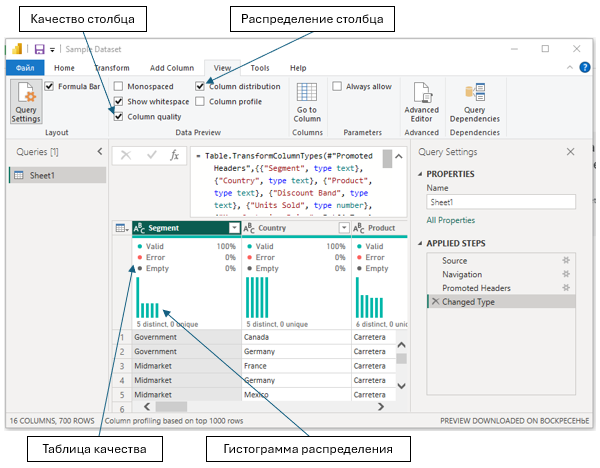 Качество столбца
Распределение столбца
Sample Dataset
Файл Home Transform Add Column View Tools Help
Query Settings
Formula Bar
Layout
Monospaced
Show whitespace
Column quality
Column distribution
Column profile
Data Preview
Go to Column
Columns
Always allow
Parameters
Advanced Editor
Advanced
Query Dependencies
Dependencies
Queries [1]
Sheet1
fx
= Table.TransformColumnTypes(#"Promoted
Headers",{{"Segment", type text},
{"Country", type text}, {"Product",
type text}, {"Discount Band", type
text}, {"Units Sold", type number},
Query Settings
PROPERTIES
Name
Sheet1
All Properties
APPLIED STEPS
Source
Navigation
Promoted Headers
Changed Type
ABC Segment ABC Country ABC Product
Valid 100% Valid 100% Valid
Error 0% Error 0% Error
Empty 0% Empty 0% Empty
5 distinct, 0 unique 5 distinct, 0 unique 6 distinct, 0 uniqu
1 Government Canada Carretera
2 Government Germany Carretera
3 Midmarket France Carretera
4 Midmarket Germany Carretera
5 Midmarket Mexico Carretera
6
16 COLUMNS, 700 ROWS Column profiling based on top 1000 rows PREVIEW DOWNLOADED ON ВОСКРЕСЕНЬЕ
Таблица качества
Гистограмма распределения